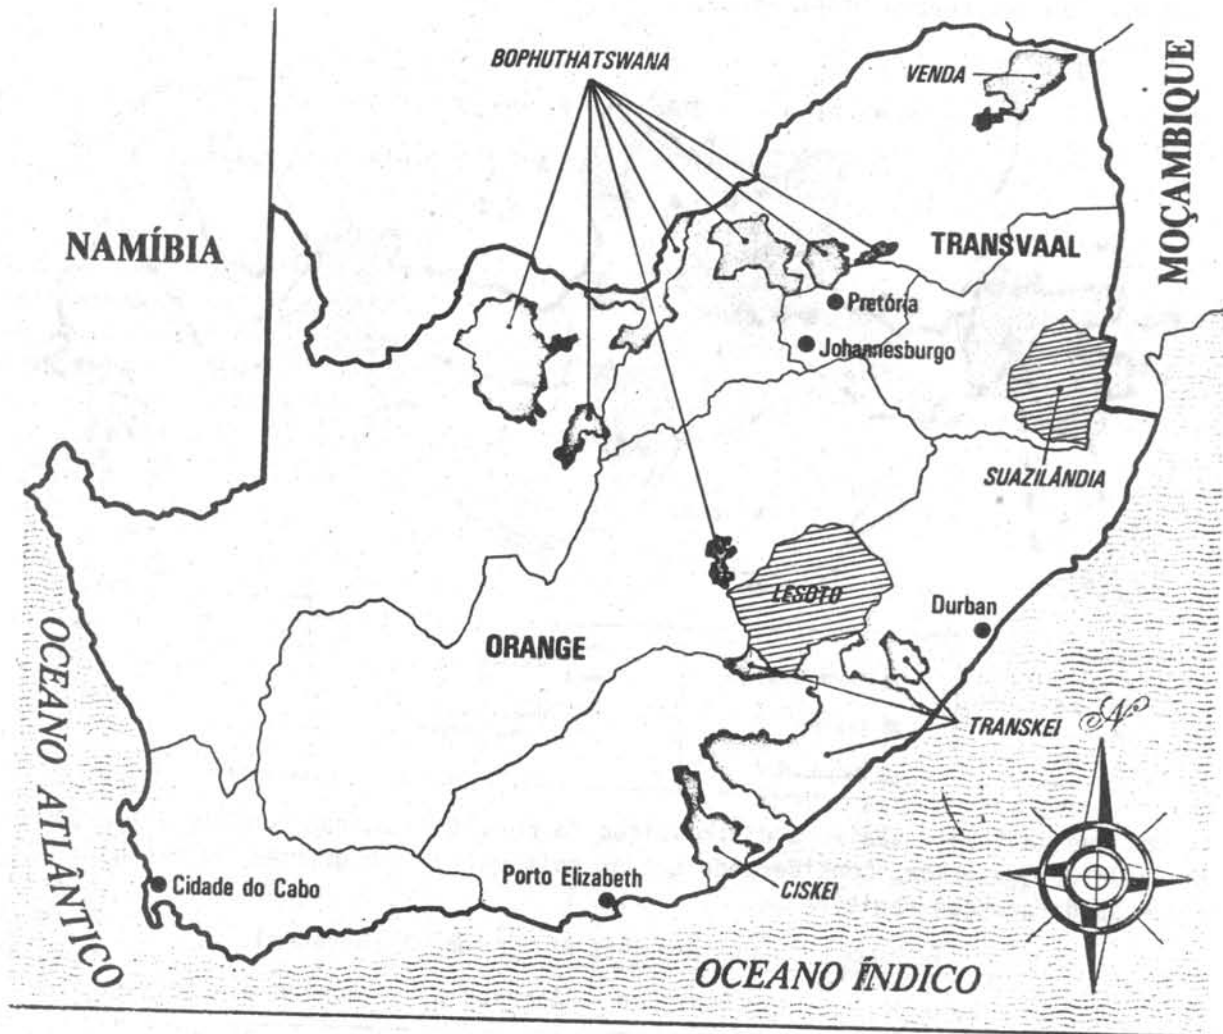 BOPHUTHATSWANA
VENDA
MOÇAMBIQUE
NAMÍBIA
TRANSVAAL
Pretória
Johannesburgo
SUAZILÂNDIA
LESOTO
Durban
ORANGE
TRANSKEI
N
OCEANO ATLÂNTICO
Cidade do Cabo
Porto Elizabeth
CISKEI
OCEANO ÍNDICO